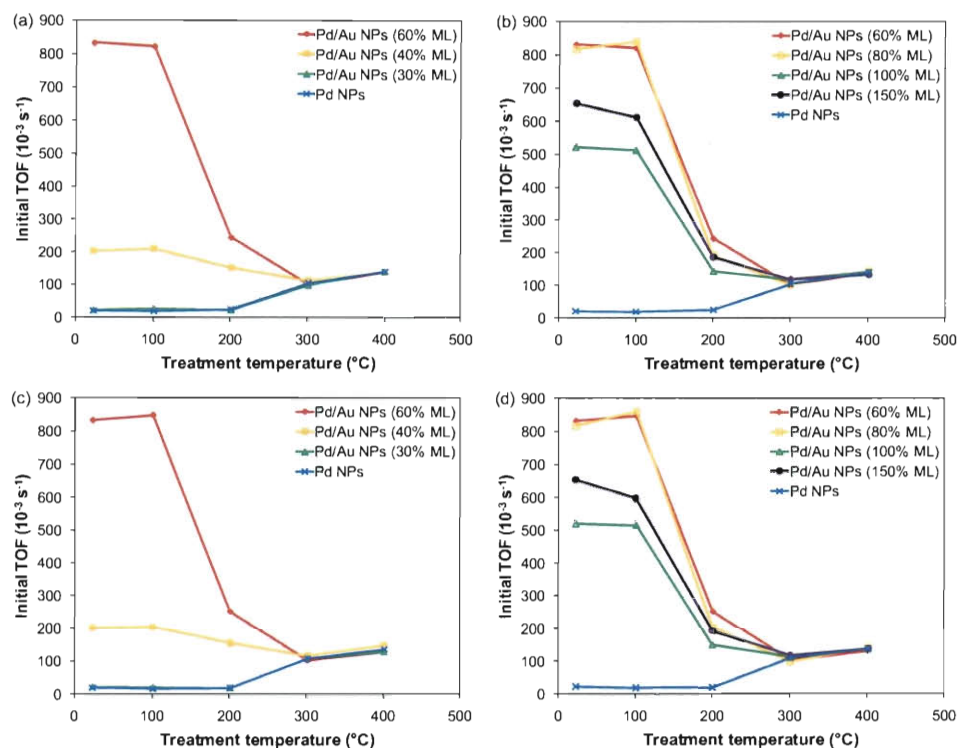 (a)
900
800
700
600
500
400
300
200
100
0
Initial TOF (10⁻³ s⁻¹)
Pd/Au NPs (60% ML)
Pd/Au NPs (40% ML)
Pd/Au NPs (30% ML)
Pd NPs
0 100 200 300 400 500
Treatment temperature (°C)
(b)
900
800
700
600
500
400
300
200
100
0
Initial TOF (10⁻³ s⁻¹)
Pd/Au NPs (60% ML)
Pd/Au NPs (80% ML)
Pd/Au NPs (100% ML)
Pd/Au NPs (150% ML)
Pd NPs
0 100 200 300 400 500
Treatment temperature (°C)
(c)
900
800
700
600
500
400
300
200
100
0
Initial TOF (10⁻³ s⁻¹)
Pd/Au NPs (60% ML)
Pd/Au NPs (40% ML)
Pd/Au NPs (30% ML)
Pd NPs
0 100 200 300 400 500
Treatment temperature (°C)
(d)
900
800
700
600
500
400
300
200
100
0
Initial TOF (10⁻³ s⁻¹)
Pd/Au NPs (60% ML)
Pd/Au NPs (80% ML)
Pd/Au NPs (100% ML)
Pd/Au NPs (150% ML)
Pd NPs
0 100 200 300 400 500
Treatment temperature (°C)